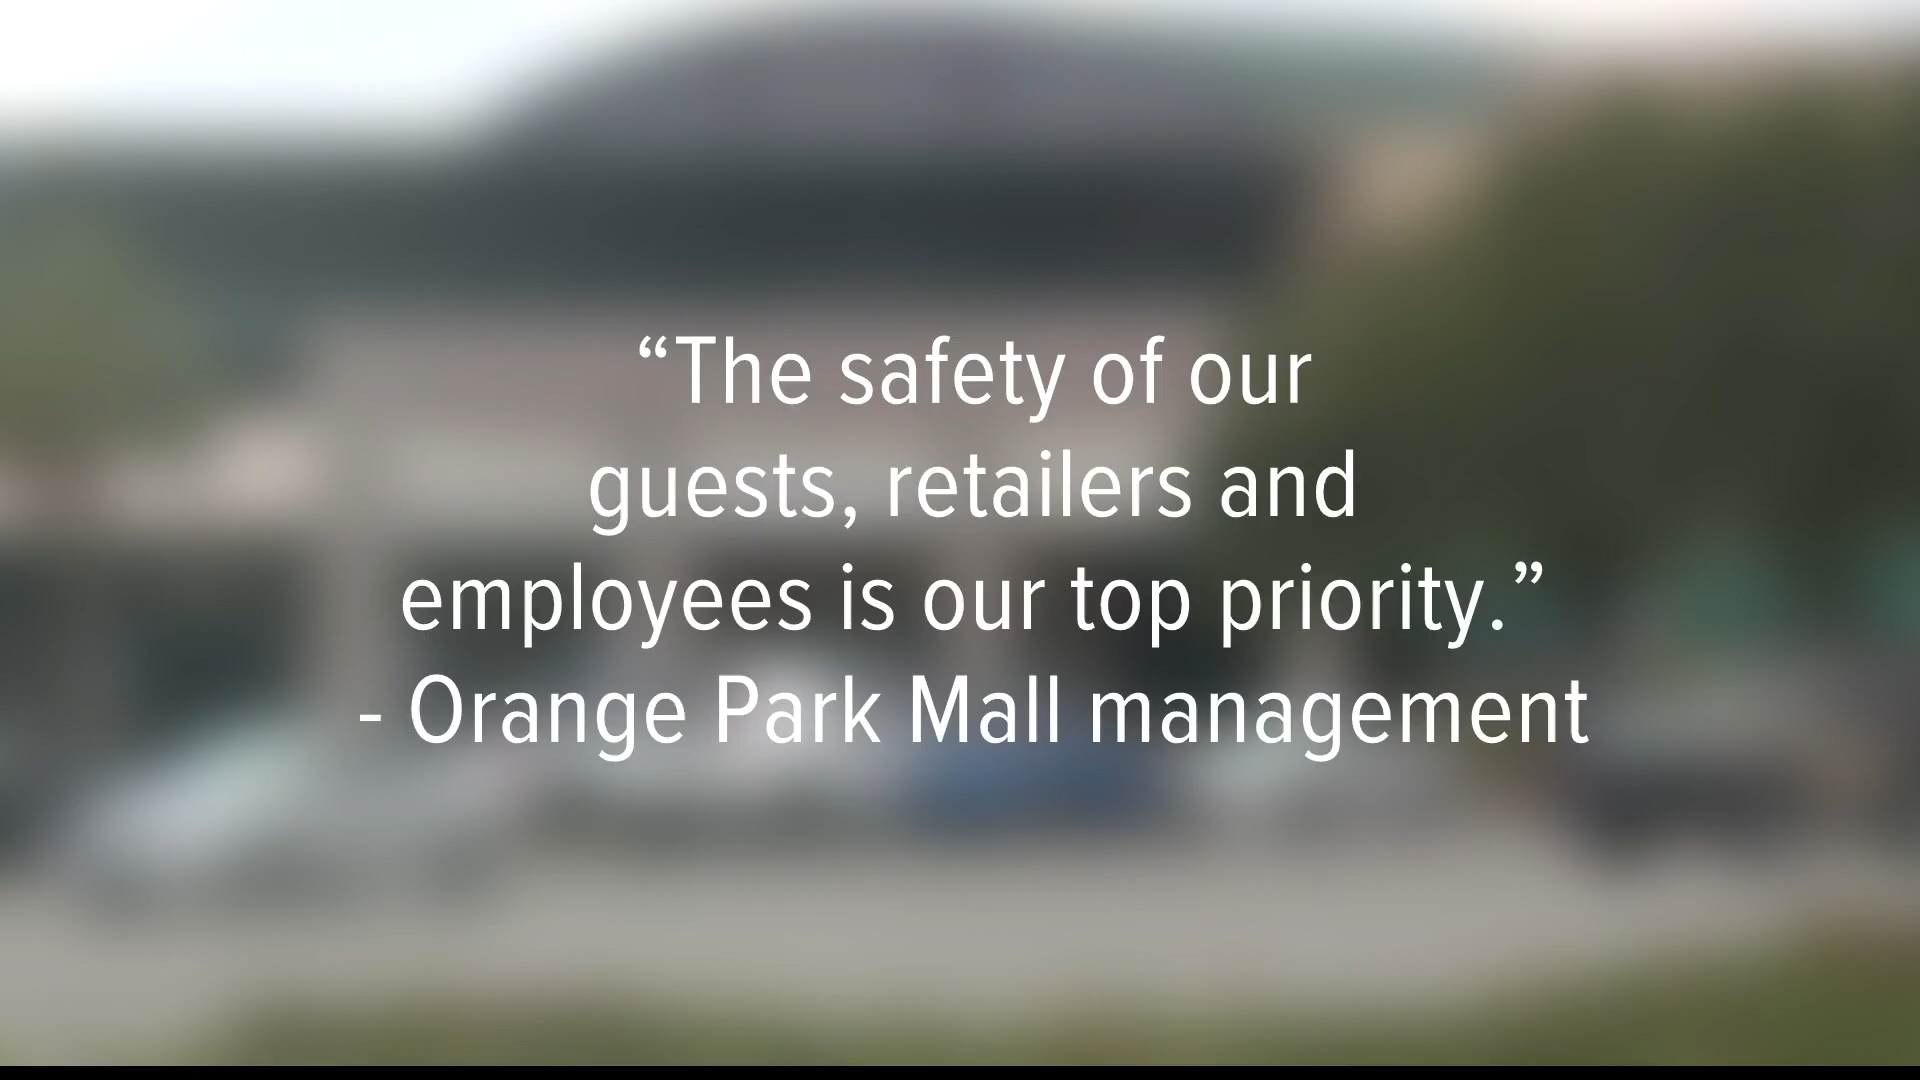 “The safety of our
guests, retailers and
employees is our top priority.”
- Orange Park Mall management